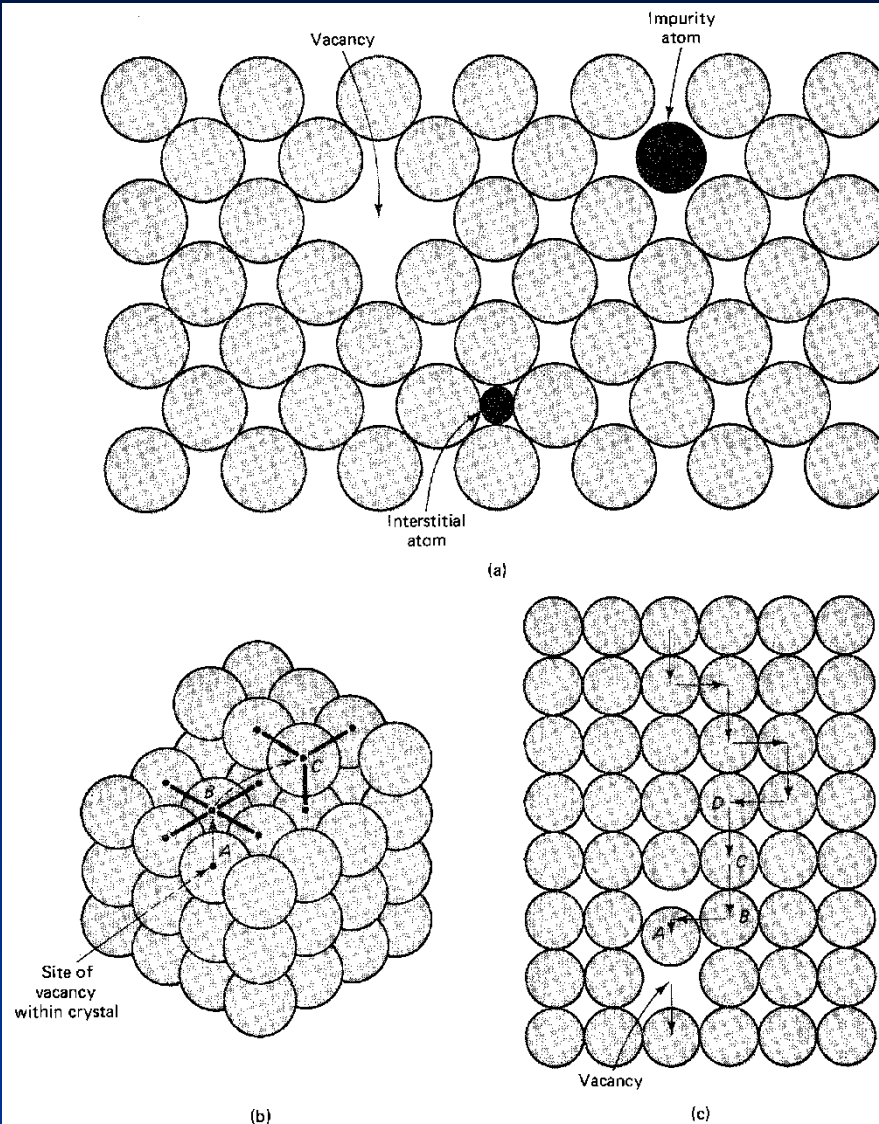 Vacancy
Impurity
atom
Interstitial
atom
(a)
B
C
A
Site of
vacancy
within crystal
(b)
D
C
A
B
Vacancy
(c)